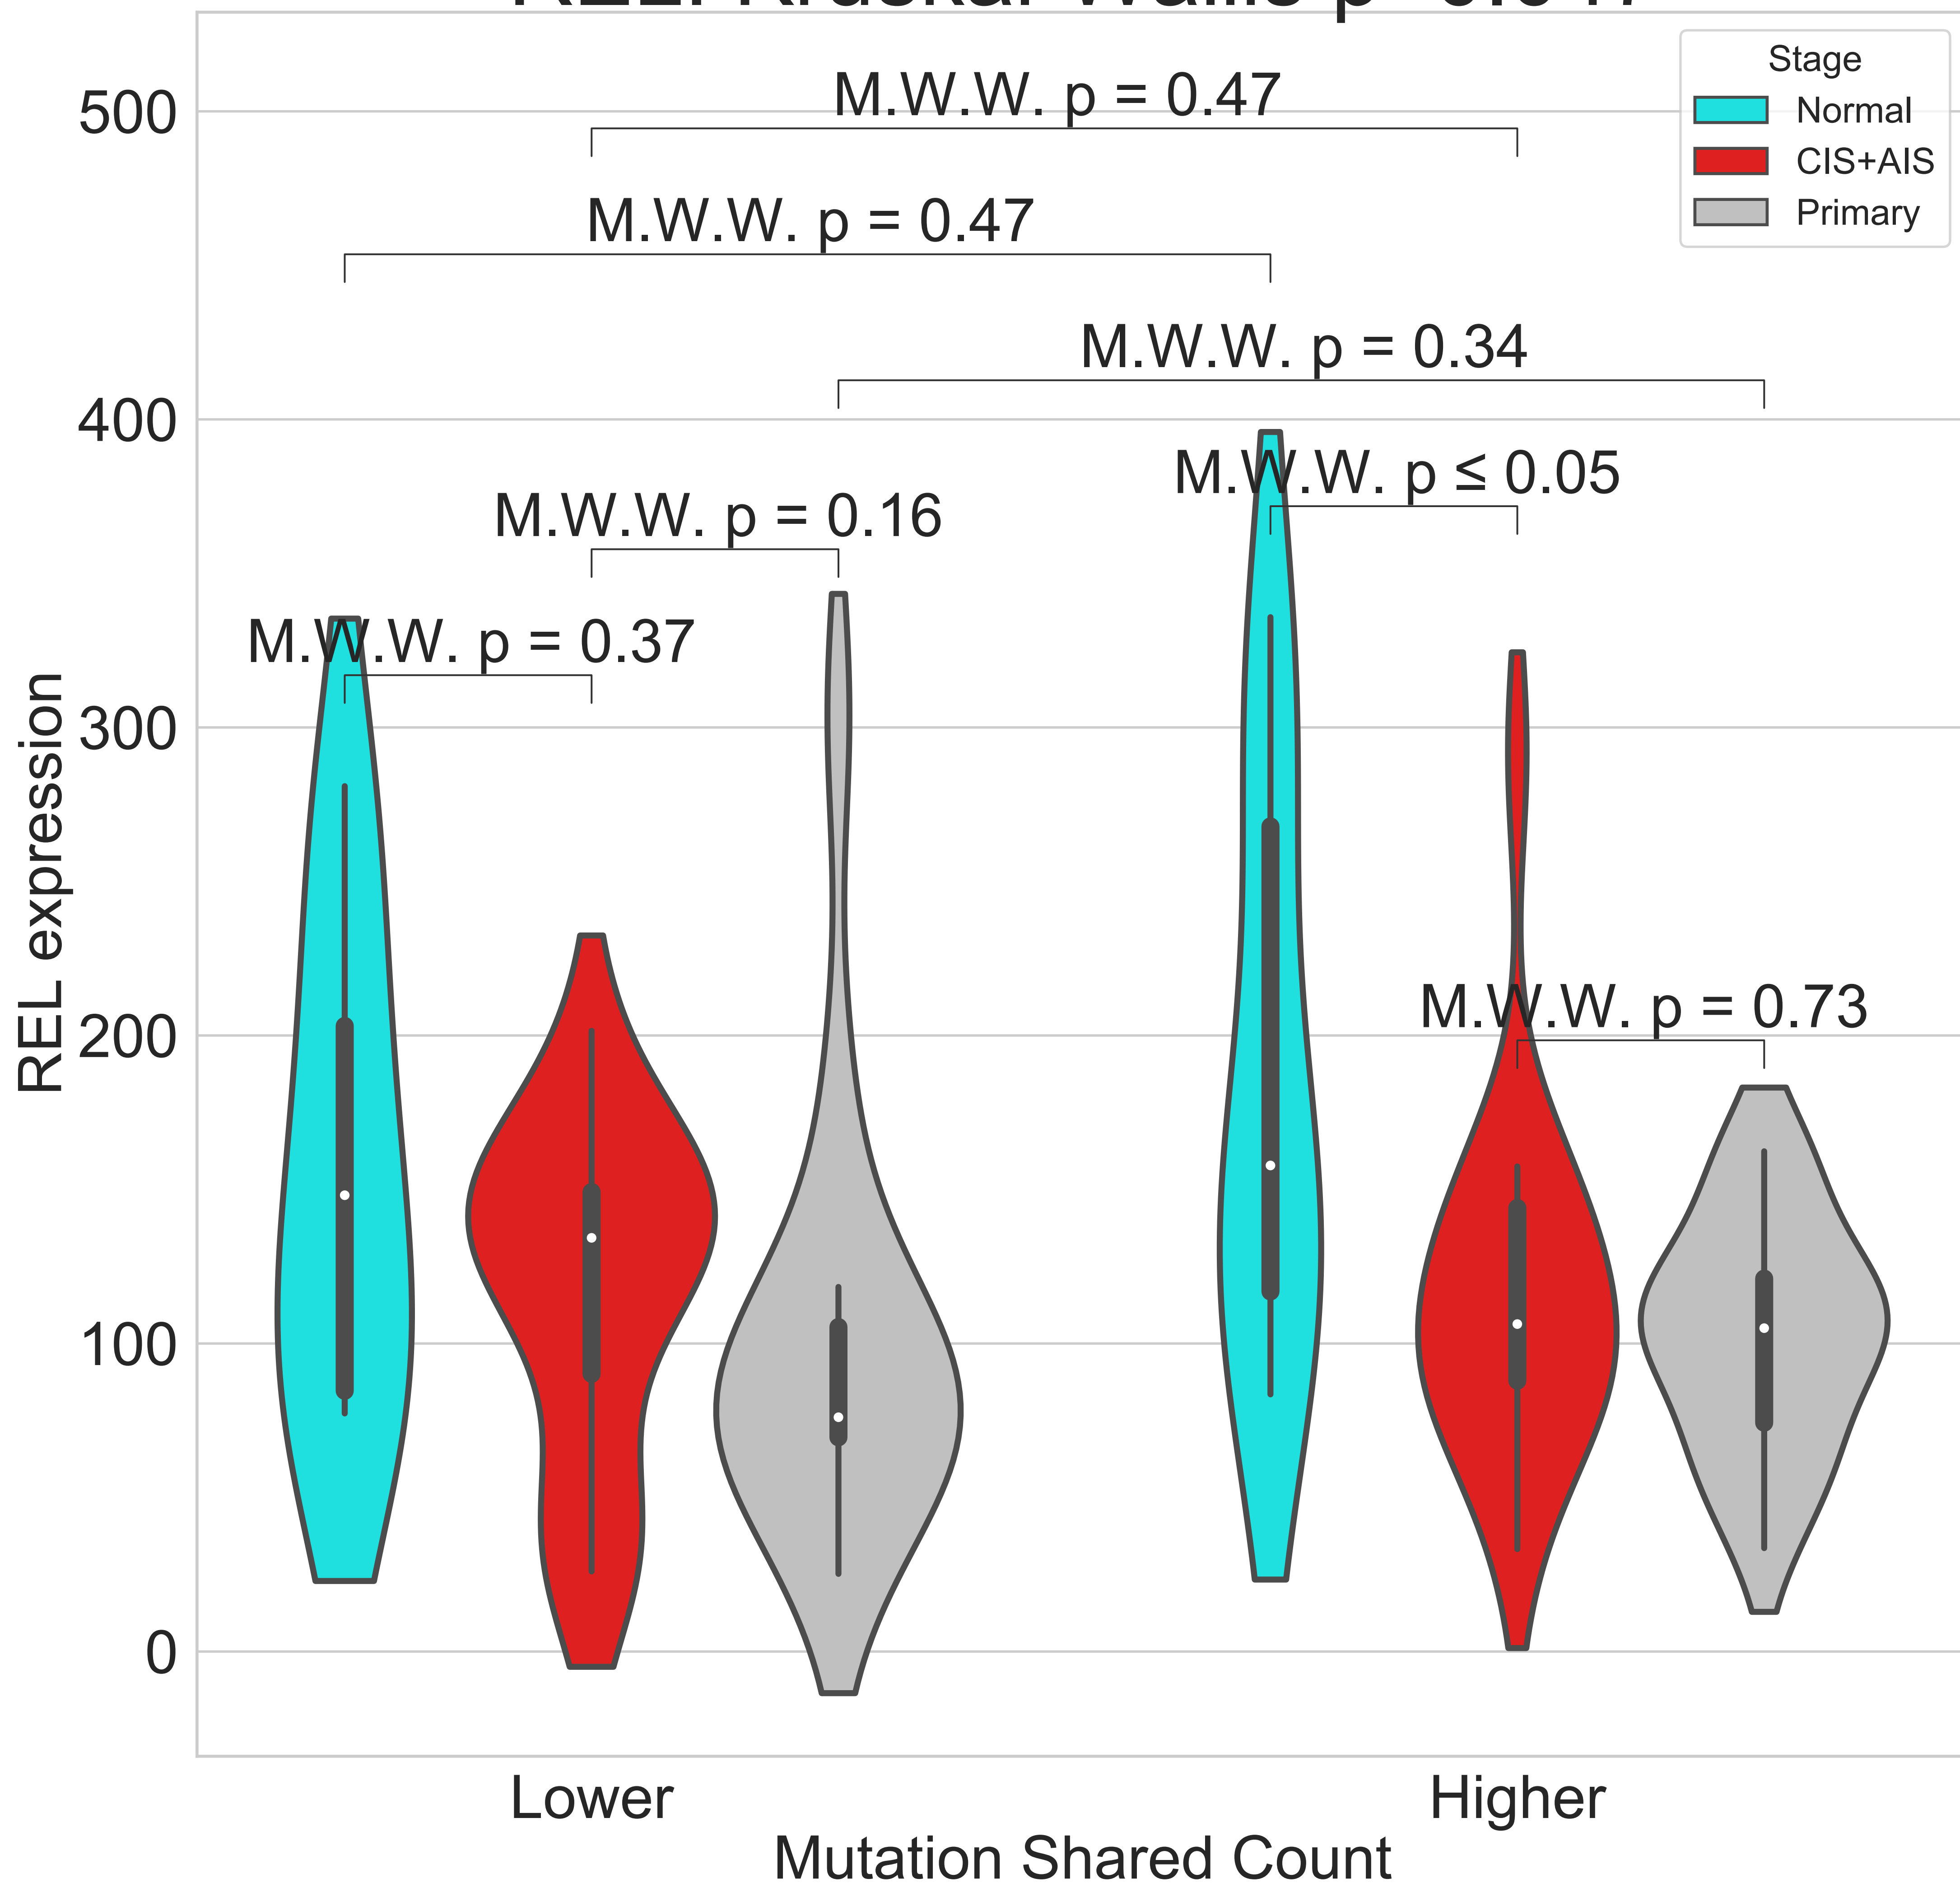 Stage
Normal
CIS+AIS
Primary
M.W.W. p = 0.47
M.W.W. p = 0.47
M.W.W. p = 0.34
M.W.W. p ≤ 0.05
M.W.W. p = 0.16
M.W.W. p = 0.37
M.W.W. p = 0.73
500
400
300
200
100
0
REL expression
Lower
Higher
Mutation Shared Count